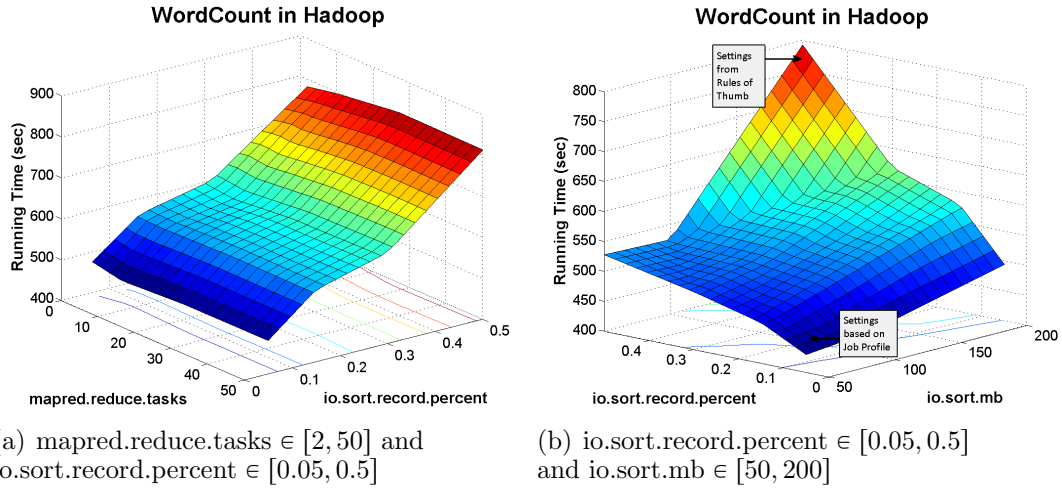 WordCount in Hadoop
900
800
700
600
500
400
Running Time (sec)
0
10
20
30
40
50
mapred.reduce.tasks
0
0.1
0.2
0.3
0.4
0.5
io.sort.record.percent
WordCount in Hadoop
Settings
from
Rules of
Thumb
800
750
700
650
600
550
500
450
400
Running Time (sec)
Settings
based on
Job Profile
0.4
0.3
0.2
0.1
0
io.sort.record.percent
50
100
150
200
io.sort.mb
a) mapred.reduce.tasks ∈ [2, 50] and
o.sort.record.percent ∈ [0.05, 0.5]
(b) io.sort.record.percent ∈ [0.05, 0.5]
and io.sort.mb ∈ [50, 200]